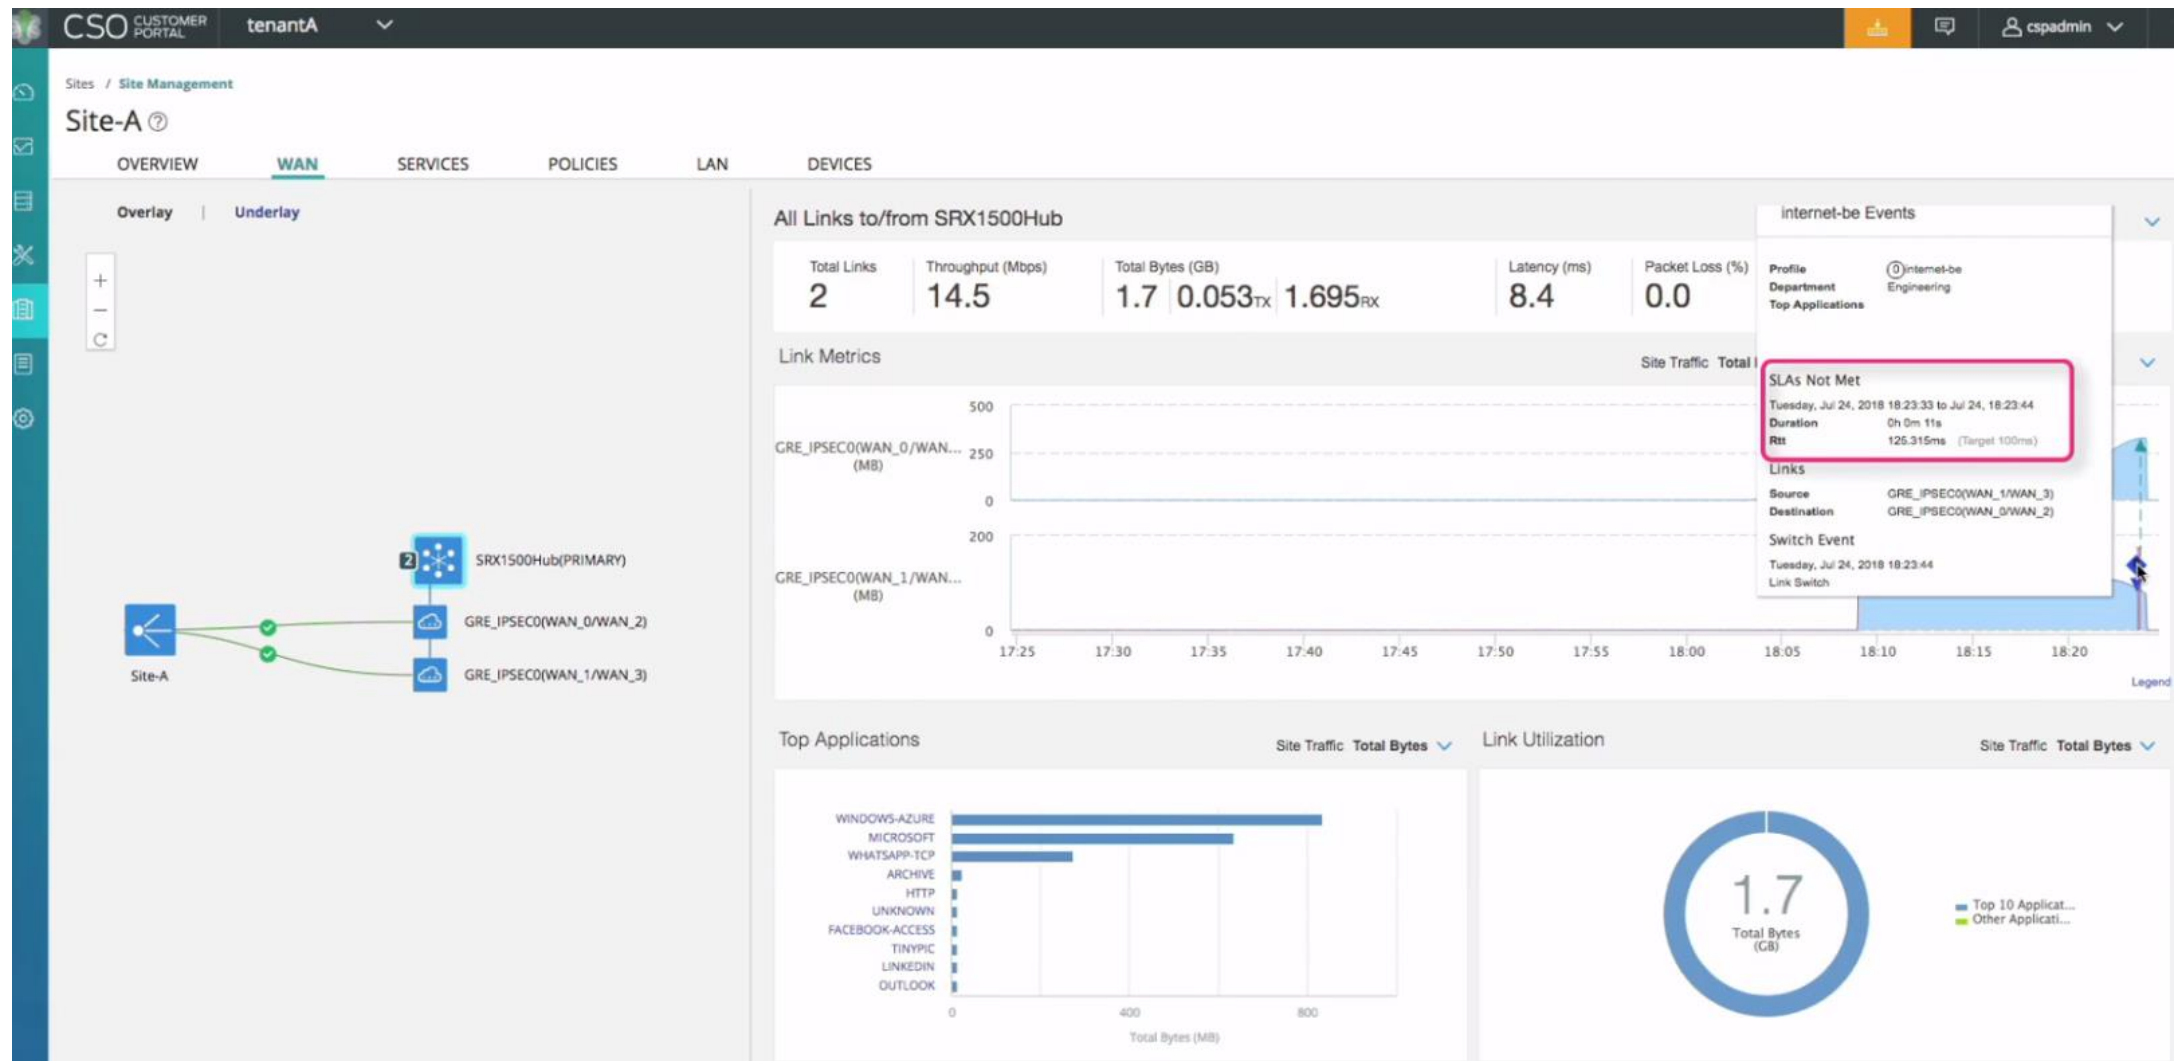 CSO CUSTOMER PORTAL tenantA cspadmin
Sites / Site Management
Site-A ?
OVERVIEW WAN SERVICES POLICIES LAN DEVICES
Overlay | Underlay
+
−
2 SRX1500Hub(PRIMARY)
GRE_IPSEC0(WAN_0/WAN_2)
GRE_IPSEC0(WAN_1/WAN_3)
Site-A
All Links to/from SRX1500Hub
Total Links Throughput (Mbps) Total Bytes (GB) Latency (ms) Packet Loss (%)
2 14.5 1.7 0.053TX 1.695RX 8.4 0.0
Link Metrics
Site Traffic Total
500
GRE_IPSEC0(WAN_0/WAN... 250
(MB)
0
200
GRE_IPSEC0(WAN_1/WAN...
(MB)
0
17:25 17:30 17:35 17:40 17:45 17:50 17:55 18:00 18:05 18:10 18:15 18:20
Legend
internet-be Events
Profile 0 internet-be
Department Engineering
Top Applications
SLAs Not Met
Tuesday, Jul 24, 2018 18:23:33 to Jul 24, 18:23:44
Duration 0h 0m 11s
Rtt 125.315ms (Target 100ms)
Links
Source GRE_IPSEC0(WAN_1/WAN_3)
Destination GRE_IPSEC0(WAN_0/WAN_2)
Switch Event
Tuesday, Jul 24, 2018 18:23:44
Link Switch
Top Applications
Site Traffic Total Bytes
WINDOWS-AZURE
MICROSOFT
WHATSAPP-TCP
ARCHIVE
HTTP
UNKNOWN
FACEBOOK-ACCESS
TINYPIC
LINKEDIN
OUTLOOK
0 400 800
Total Bytes (MB)
Link Utilization
Site Traffic Total Bytes
1.7
Total Bytes
(GB)
Top 10 Applicat...
Other Applicati...